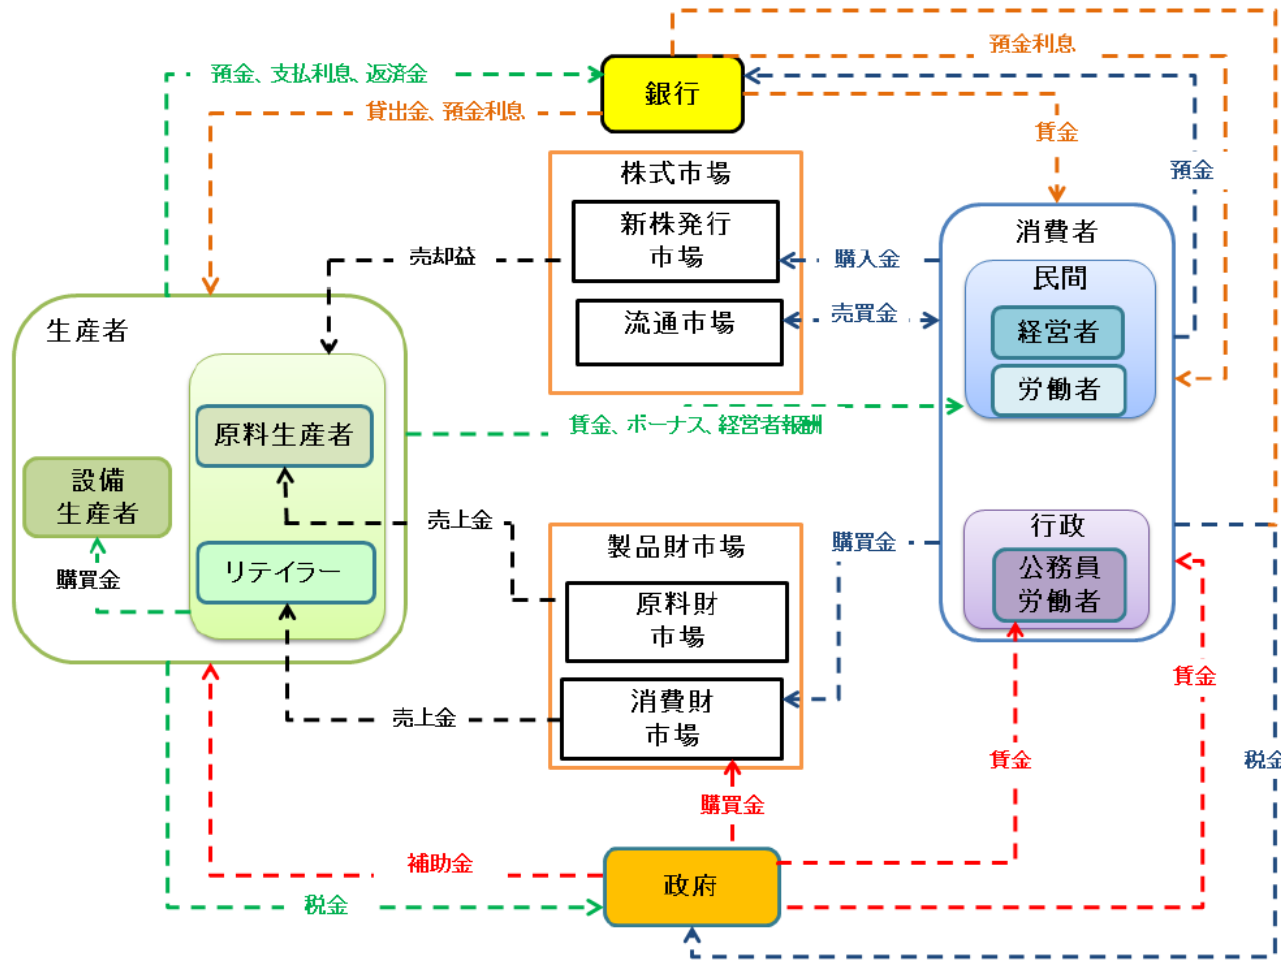 預金利息
預金、支払利息、返済金
銀行
貸出金、預金利息
賃金
預金
株式市場
新株発行
市場
流通市場
売却益
購入金
売買金
消費者
民間
経営者
労働者
行政
公務員
労働者
生産者
原料生産者
設備
生産者
リテイラー
購買金
賃金、ボーナス、経営者報酬
売上金
製品財市場
原料財
市場
消費財
市場
購買金
売上金
購買金
賃金
賃金
税金
補助金
政府
税金